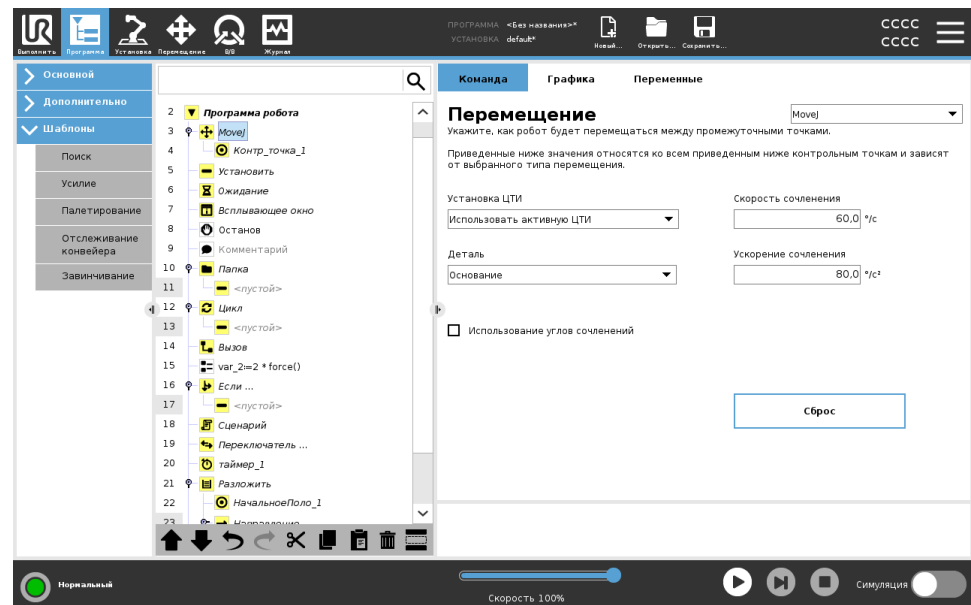 ПРОГРАММА <Без названия>*
УСТАНОВКА default*
Выполнить Программа Установка Перемещение В/В Журнал
Новый... Открыть... Сохранить...
CCCC
CCCC
Основной
Дополнительно
Шаблоны
Поиск
Усилие
Палетирование
Отслеживание
конвейера
Завинчивание
2 Программа робота
3 MoveJ
4 Контр_точка_1
5 Установить
6 Ожидание
7 Всплывающее окно
8 Останов
9 Комментарий
10 Папка
11 <пустой>
12 Цикл
13 <пустой>
14 Вызов
15 var_2≔2 * force()
16 Если ...
17 <пустой>
18 Сценарий
19 Переключатель ...
20 таймер_1
21 Разложить
22 НачальноеПоло_1
23 Направление
Команда Графика Переменные
Перемещение
MoveJ
Укажите, как робот будет перемещаться между промежуточными точками.
Приведенные ниже значения относятся ко всем приведенным ниже контрольным точкам и зависят
от выбранного типа перемещения.
Установка ЦТИ
Скорость сочленения
Использовать активную ЦТИ
60,0 °/с
Деталь
Ускорение сочленения
Основание
80,0 °/с²
Использование углов сочленений
Сброс
Нормальный
Скорость 100%
Симуляция